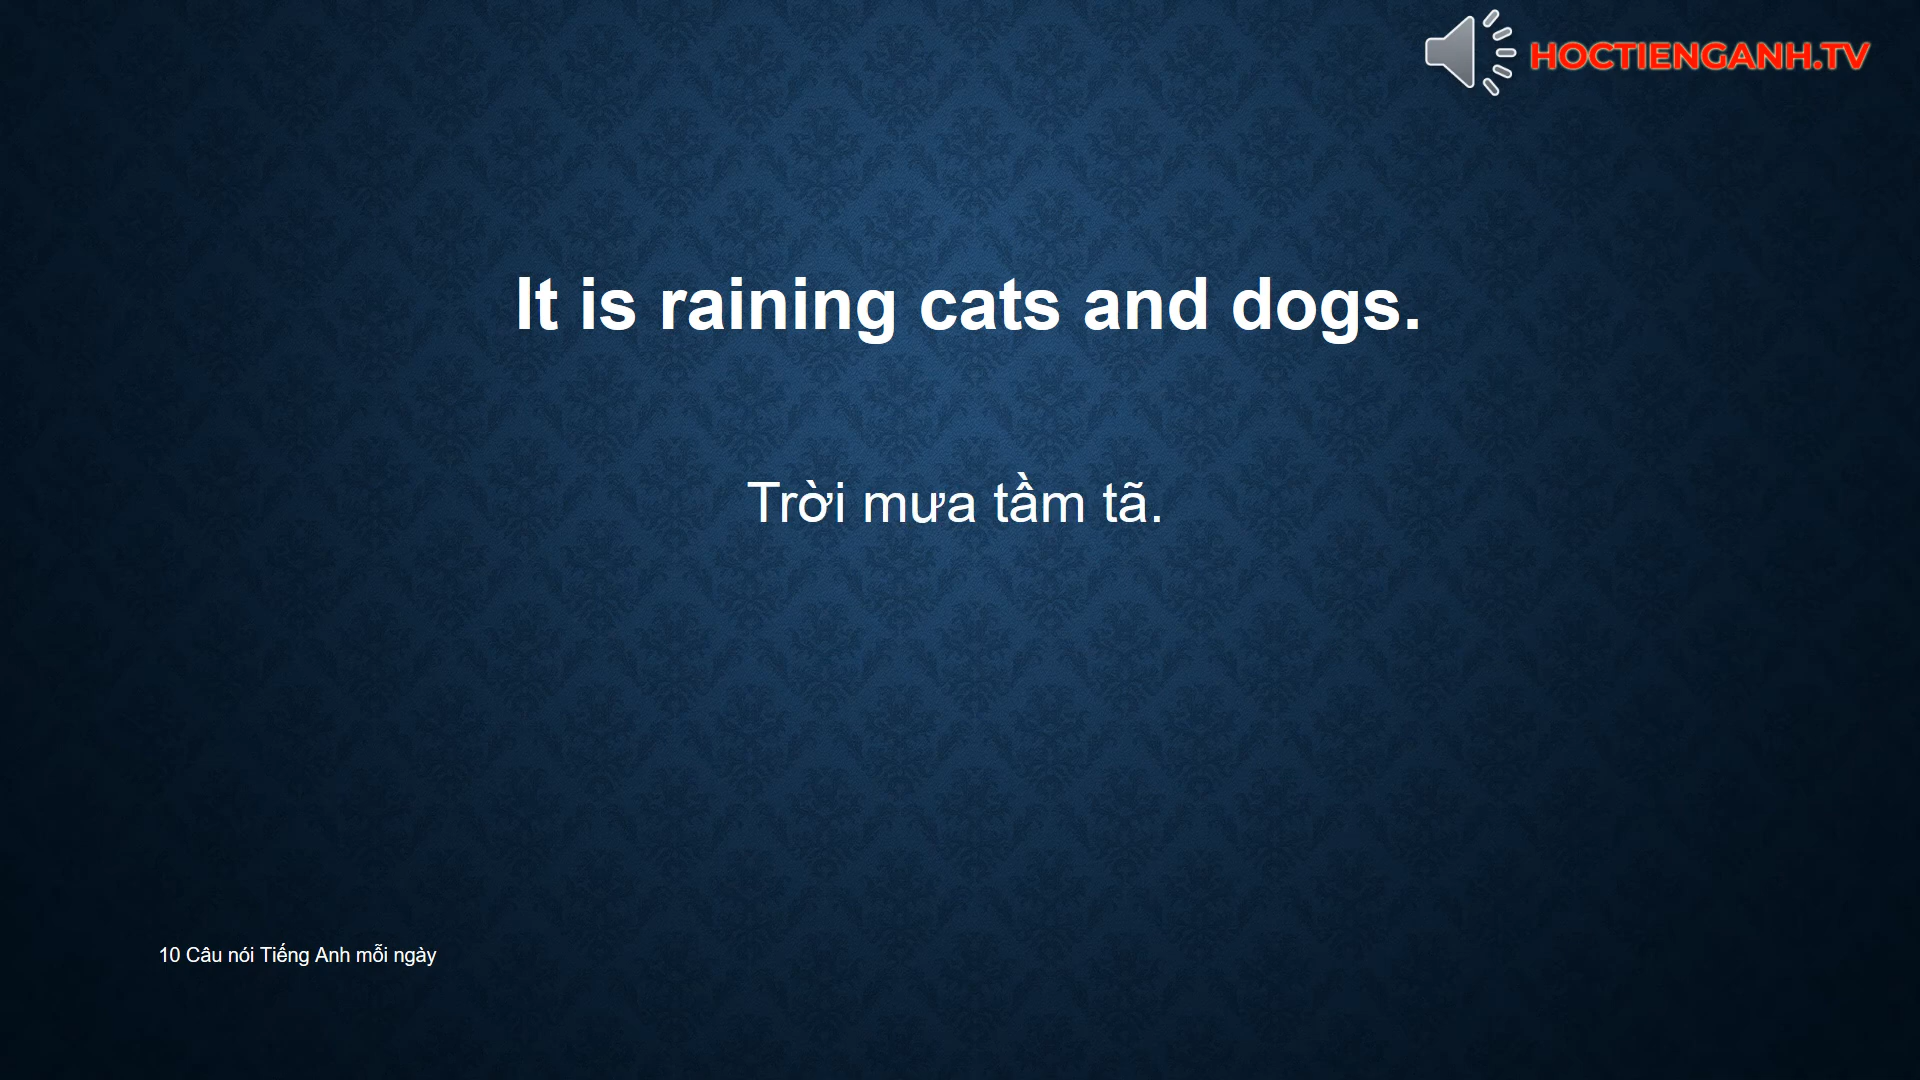 HOCTIENGANH.TV
It is raining cats and dogs.
Trời mưa tầm tã.
10 Câu nói Tiếng Anh mỗi ngày